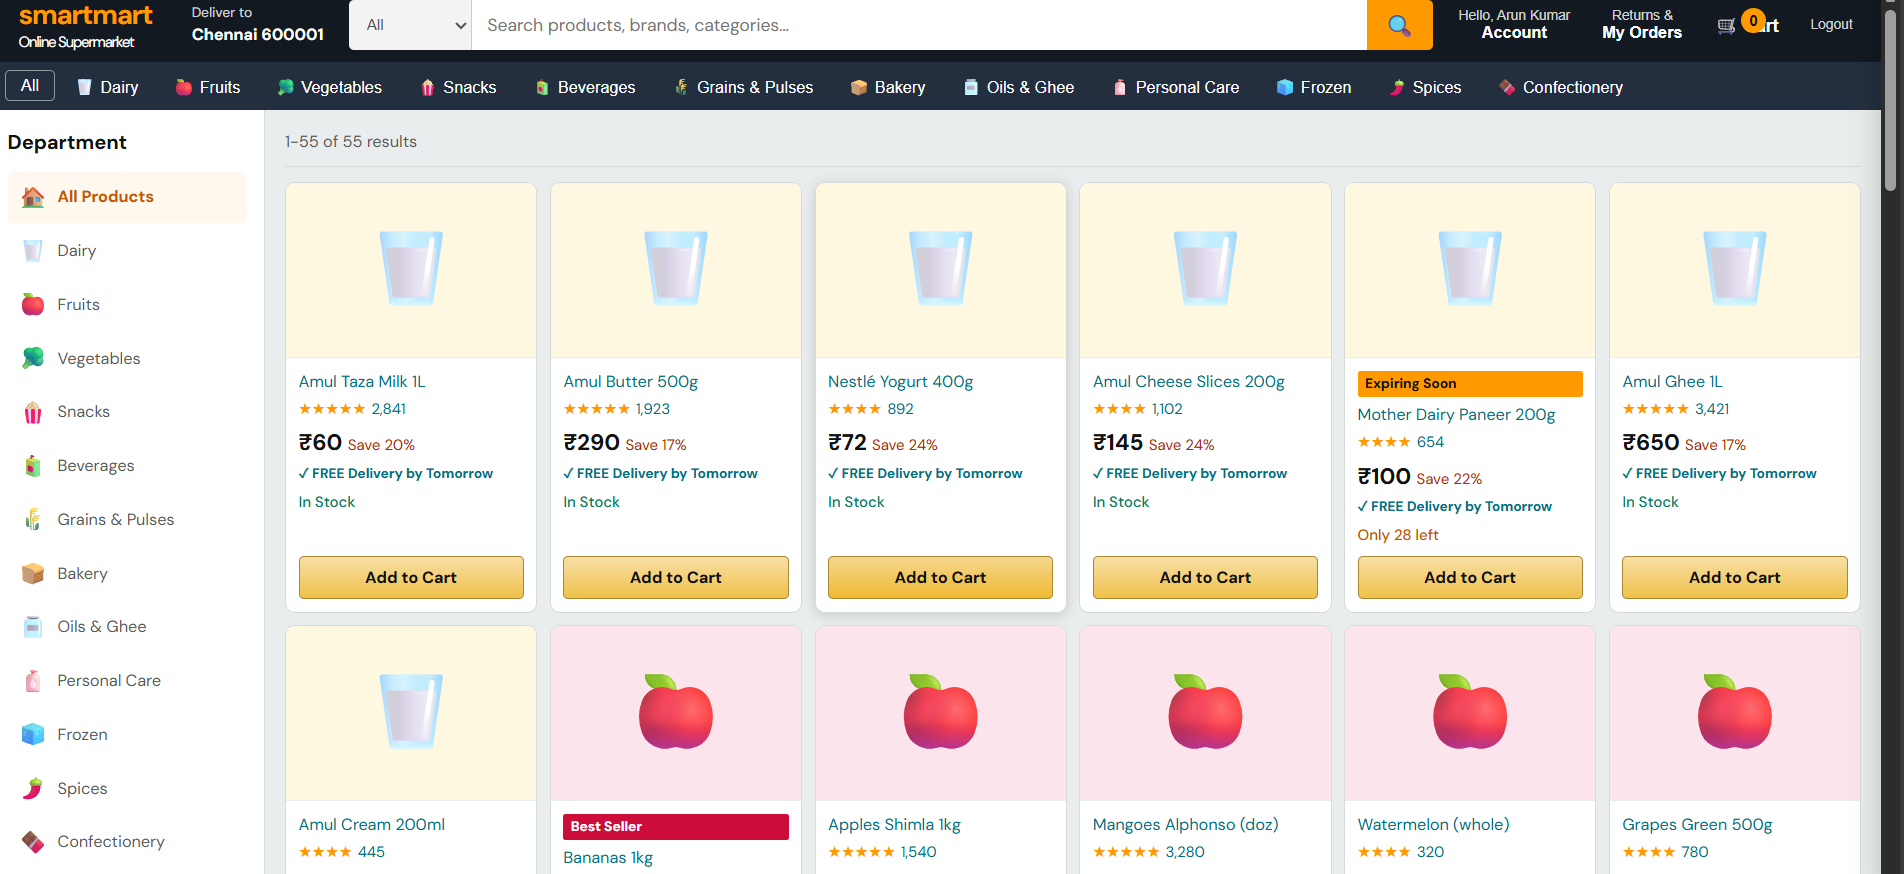 smartmart
Online Supermarket
Deliver to
Chennai 600001
All
Search products, brands, categories...
Hello, Arun Kumar
Account
Returns &
My Orders
0
rt
Logout
All
Dairy
Fruits
Vegetables
Snacks
Beverages
Grains & Pulses
Bakery
Oils & Ghee
Personal Care
Frozen
Spices
Confectionery
Department
All Products
Dairy
Fruits
Vegetables
Snacks
Beverages
Grains & Pulses
Bakery
Oils & Ghee
Personal Care
Frozen
Spices
Confectionery
1-55 of 55 results
Amul Taza Milk 1L
★★★★★ 2,841
₹60 Save 20%
✓ FREE Delivery by Tomorrow
In Stock
Add to Cart
Amul Butter 500g
★★★★★ 1,923
₹290 Save 17%
✓ FREE Delivery by Tomorrow
In Stock
Add to Cart
Nestlé Yogurt 400g
★★★★ 892
₹72 Save 24%
✓ FREE Delivery by Tomorrow
In Stock
Add to Cart
Amul Cheese Slices 200g
★★★★ 1,102
₹145 Save 24%
✓ FREE Delivery by Tomorrow
In Stock
Add to Cart
Expiring Soon
Mother Dairy Paneer 200g
★★★★ 654
₹100 Save 22%
✓ FREE Delivery by Tomorrow
Only 28 left
Add to Cart
Amul Ghee 1L
★★★★★ 3,421
₹650 Save 17%
✓ FREE Delivery by Tomorrow
In Stock
Add to Cart
Amul Cream 200ml
★★★★ 445
Best Seller
Bananas 1kg
Apples Shimla 1kg
★★★★★ 1,540
Mangoes Alphonso (doz)
★★★★★ 3,280
Watermelon (whole)
★★★★ 320
Grapes Green 500g
★★★★ 780